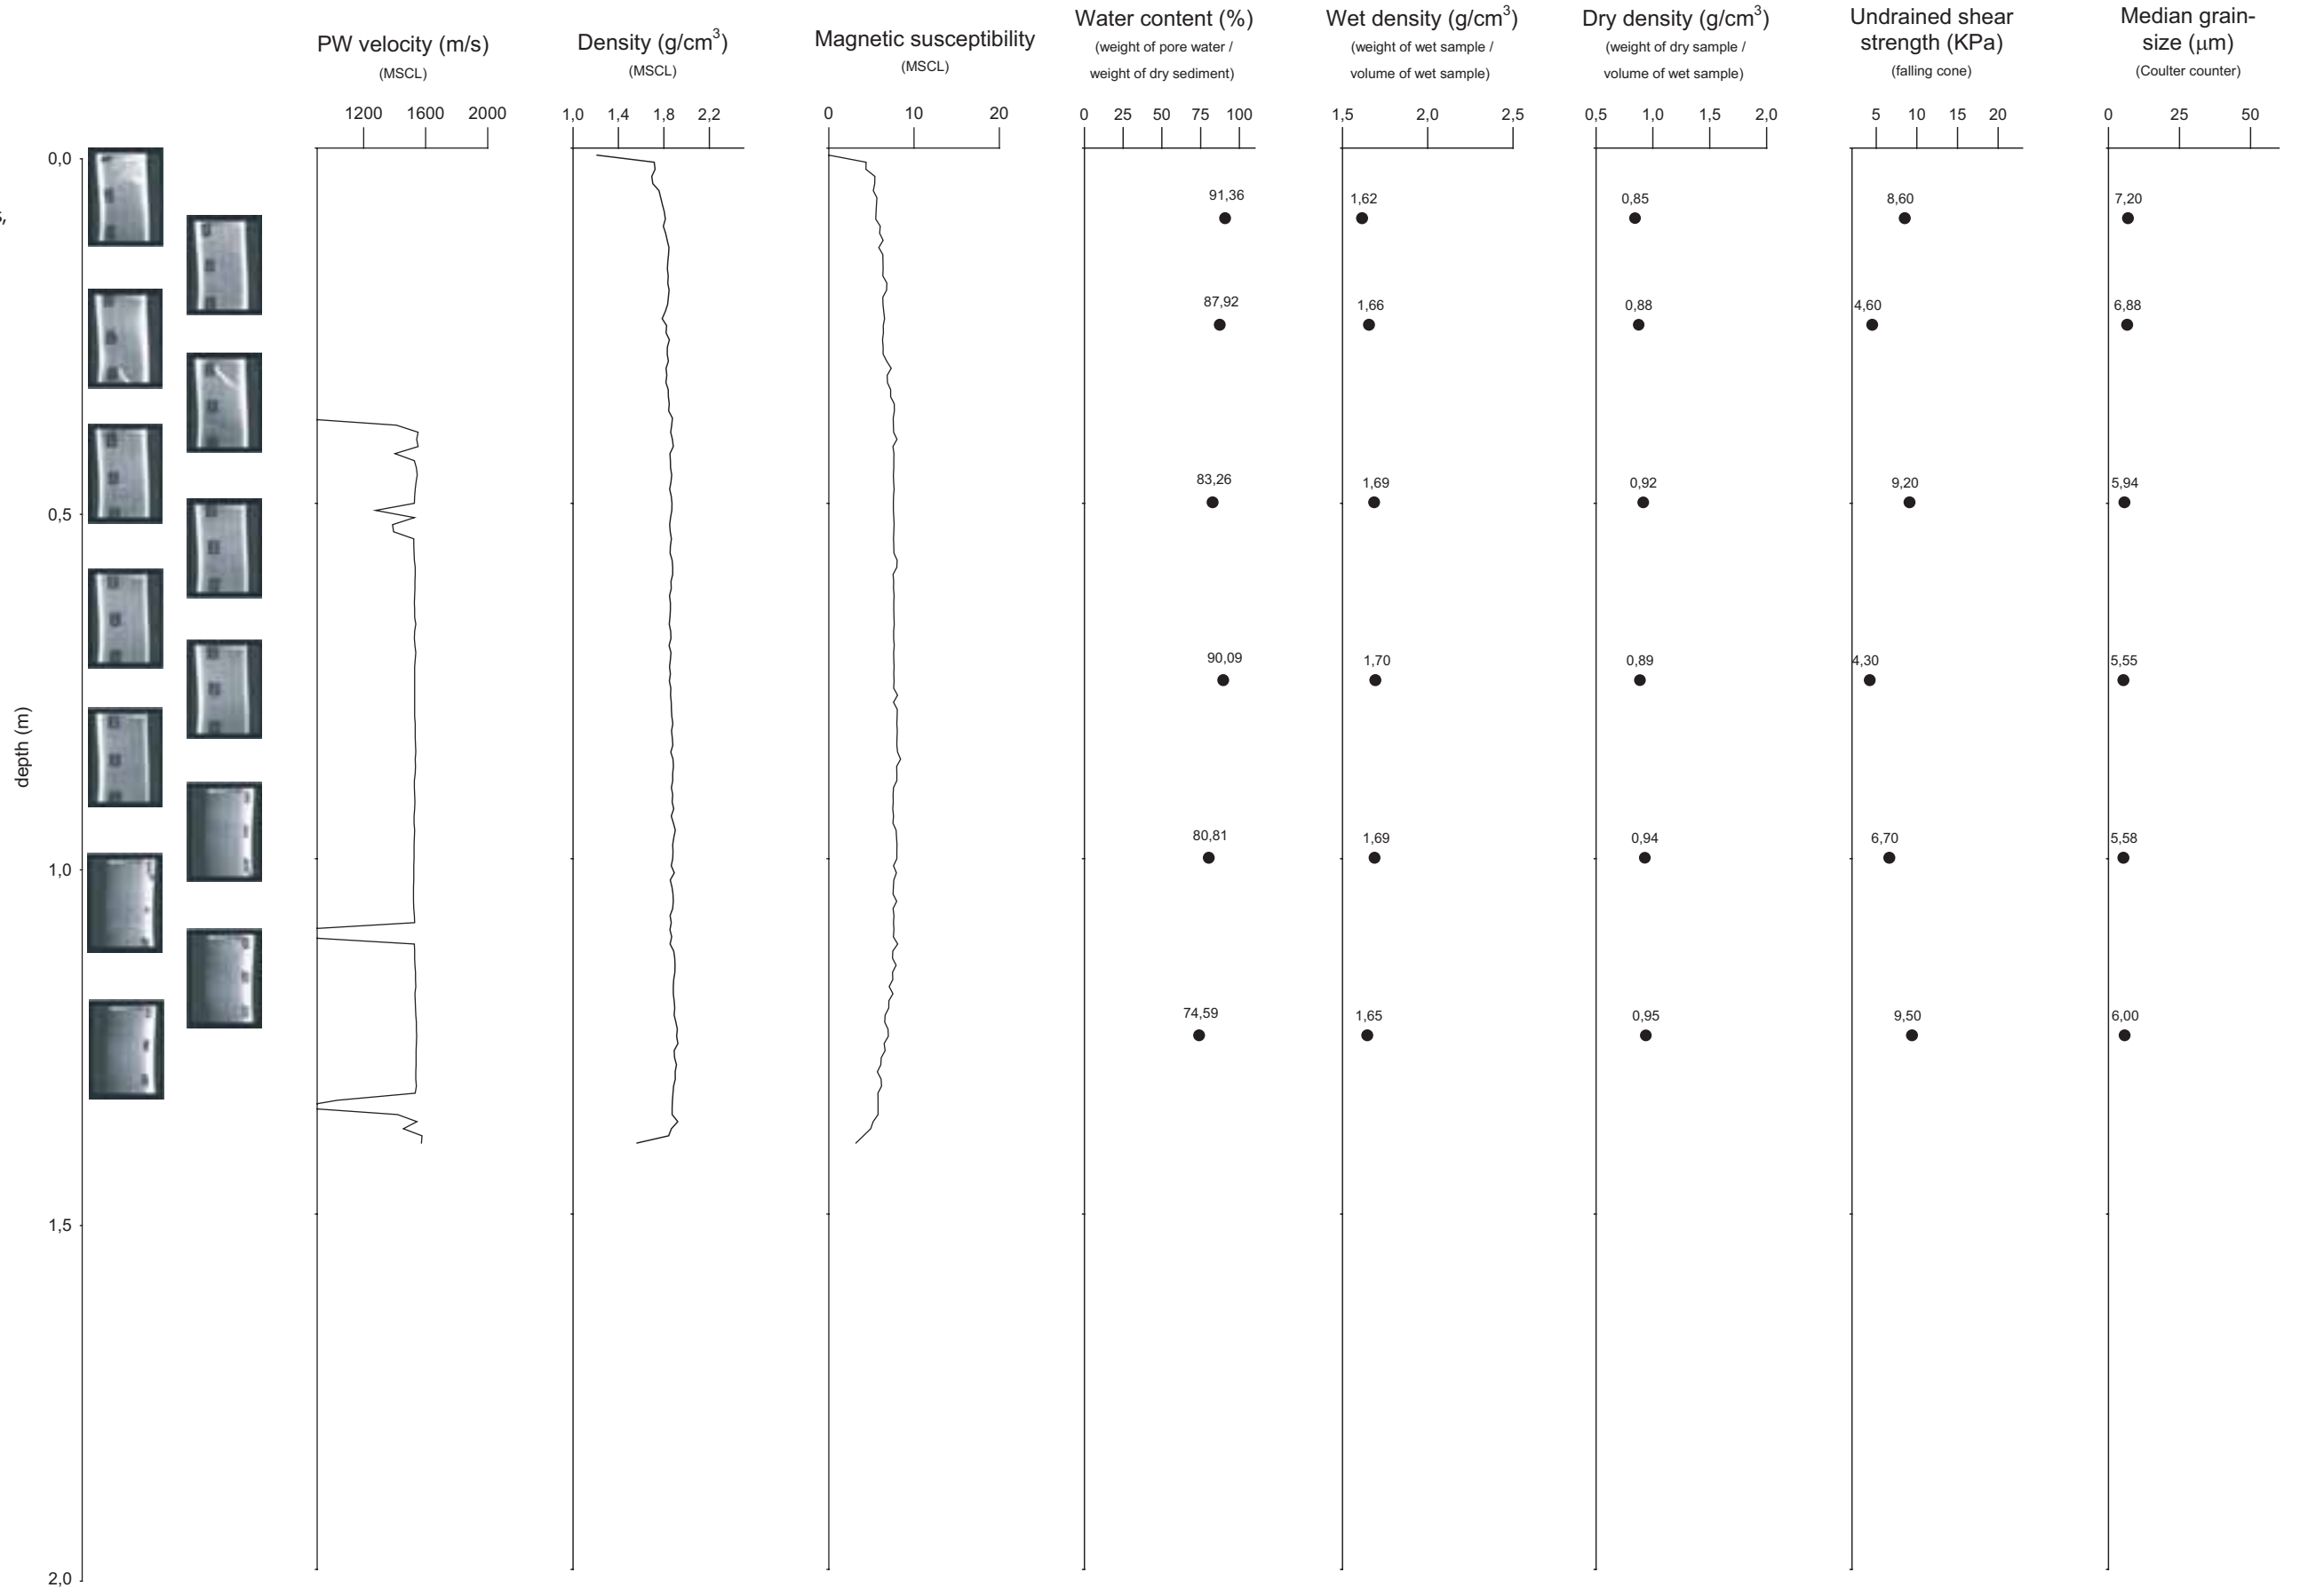 PW velocity (m/s)
(MSCL)
1200 1600 2000
Density (g/cm³)
(MSCL)
1,0 1,4 1,8 2,2
Magnetic susceptibility
(MSCL)
0 10 20
Water content (%)
(weight of pore water /
weight of dry sediment)
0 25 50 75 100
Wet density (g/cm³)
(weight of wet sample /
volume of wet sample)
1,5 2,0 2,5
Dry density (g/cm³)
(weight of dry sample /
volume of wet sample)
0,5 1,0 1,5 2,0
Undrained shear
strength (KPa)
(falling cone)
5 10 15 20
Median grain-
size (μm)
(Coulter counter)
0 25 50
s,
depth (m)
0,0
0,5
1,0
1,5
2,0
91,36 1,62 0,85 8,60 7,20
87,92 1,66 0,88 4,60 6,88
83,26 1,69 0,92 9,20 5,94
90,09 1,70 0,89 4,30 5,55
80,81 1,69 0,94 6,70 5,58
74,59 1,65 0,95 9,50 6,00